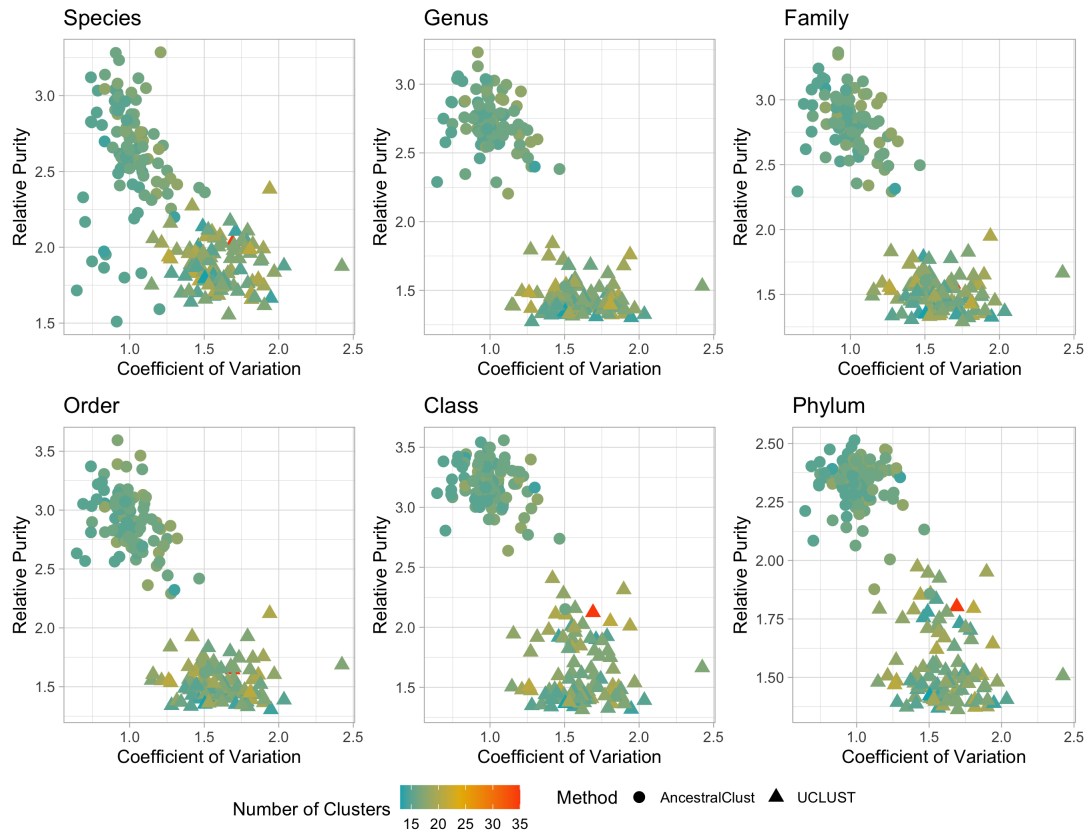 Species
Genus
Family
Relative Purity
3.0
2.5
2.0
1.5
1.0
1.5
2.0
2.5
Coefficient of Variation
Relative Purity
3.0
2.5
2.0
1.5
1.0
1.5
2.0
2.5
Coefficient of Variation
Relative Purity
3.0
2.5
2.0
1.5
1.0
1.5
2.0
2.5
Coefficient of Variation
Order
Class
Phylum
Relative Purity
3.5
3.0
2.5
2.0
1.5
1.0
1.5
2.0
2.5
Coefficient of Variation
Relative Purity
3.5
3.0
2.5
2.0
1.5
1.0
1.5
2.0
2.5
Coefficient of Variation
Relative Purity
2.50
2.25
2.00
1.75
1.50
1.0
1.5
2.0
2.5
Coefficient of Variation
Number of Clusters
15 20 25 30 35
Method
AncestralClust
UCLUST